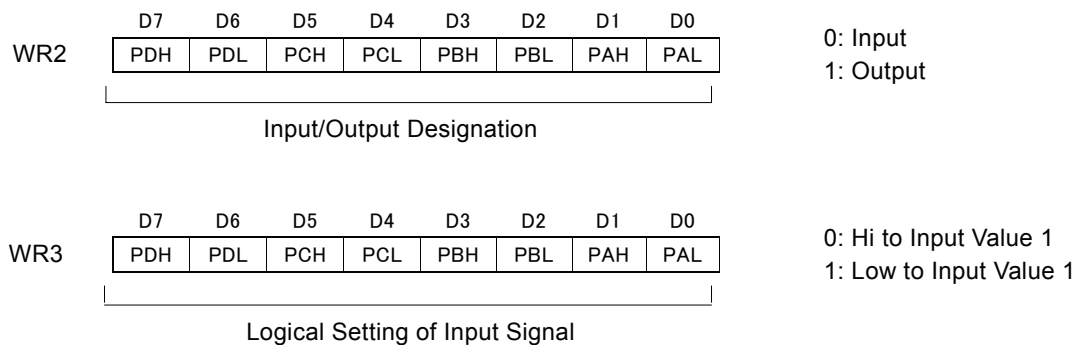 D7 D6 D5 D4 D3 D2 D1 D0
WR2 PDH PDL PCH PCL PBH PBL PAH PAL
0: Input
1: Output
Input/Output Designation
D7 D6 D5 D4 D3 D2 D1 D0
WR3 PDH PDL PCH PCL PBH PBL PAH PAL
0: Hi to Input Value 1
1: Low to Input Value 1
Logical Setting of Input Signal